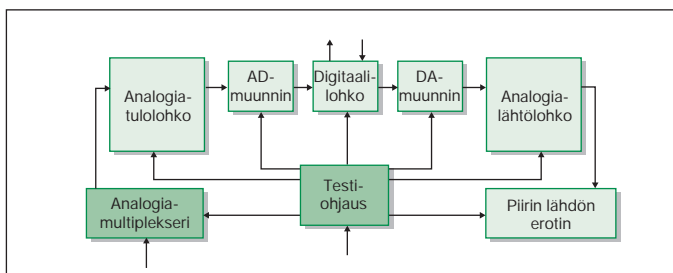 Analogia-
tulolohko
AD-
muunnin
Digitaali-
lohko
DA-
muunnin
Analogia-
lähtölohko
Analogia-
multiplekseri
Testi-
ohjaus
Piirin lähdön
erotin